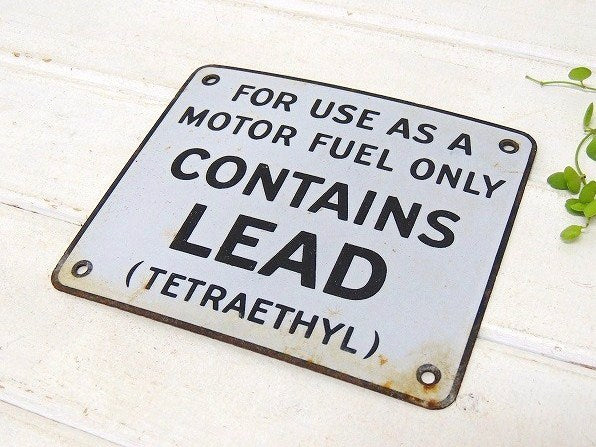 FOR USE AS A
MOTOR FUEL ONLY
CONTAINS
LEAD
(TETRAETHYL)